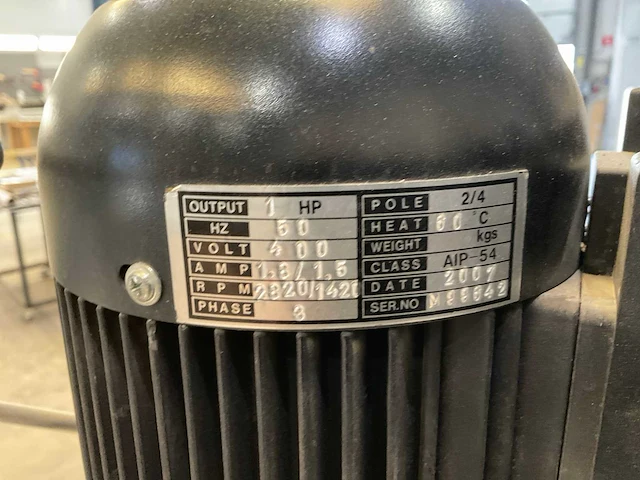 OUTPUT 1 HP
HZ 50
VOLT 400
AMP 1,8/1,5
RPM 2820/1420
PHASE 3
POLE 2/4
HEAT 60 °C
WEIGHT kgs
CLASS AIP-54
DATE 2007
SER.NO